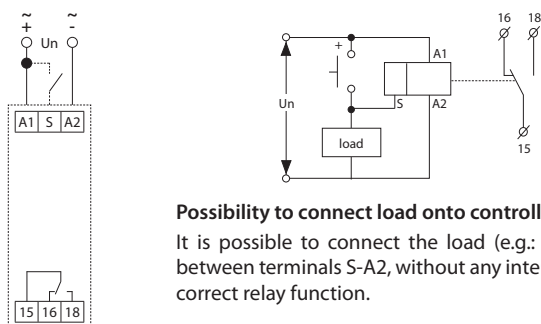 ~ ~
+ Un -
A1 S A2
15 16 18
16 18
+
A1
Un
S A2
load
15
Possibility to connect load onto controll
It is possible to connect the load (e.g.:
between terminals S-A2, without any inte
correct relay function.